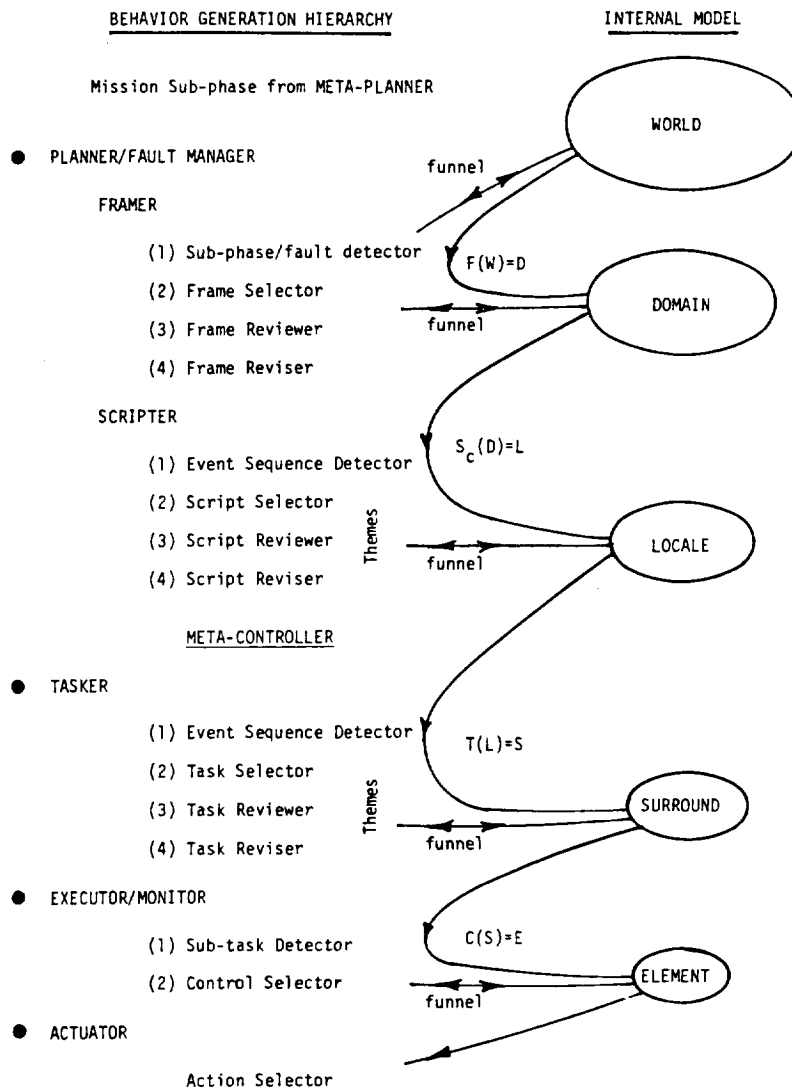 BEHAVIOR GENERATION HIERARCHY
INTERNAL MODEL
Mission Sub-phase from META-PLANNER
WORLD
● PLANNER/FAULT MANAGER
funnel
FRAMER
(1) Sub-phase/fault detector
F(W)=D
(2) Frame Selector
DOMAIN
(3) Frame Reviewer
funnel
(4) Frame Reviser
SCRIPTER
S_c(D)=L
(1) Event Sequence Detector
(2) Script Selector
Themes
(3) Script Reviewer
LOCALE
funnel
(4) Script Reviser
META-CONTROLLER
● TASKER
(1) Event Sequence Detector
T(L)=S
(2) Task Selector
Themes
(3) Task Reviewer
SURROUND
(4) Task Reviser
funnel
● EXECUTOR/MONITOR
(1) Sub-task Detector
C(S)=E
(2) Control Selector
ELEMENT
funnel
● ACTUATOR
Action Selector